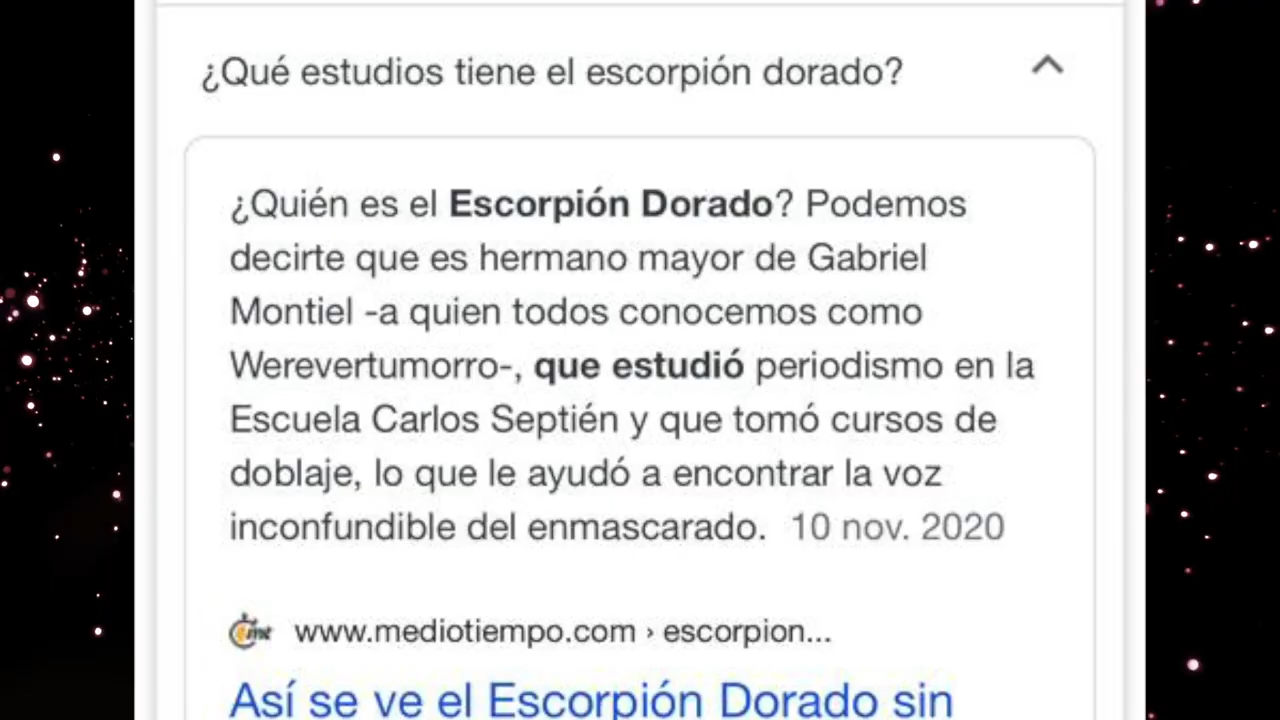 ¿Qué estudios tiene el escorpión dorado?
¿Quién es el Escorpión Dorado? Podemos
decirte que es hermano mayor de Gabriel
Montiel -a quien todos conocemos como
Werevertumorro-, que estudió periodismo en la
Escuela Carlos Septién y que tomó cursos de
doblaje, lo que le ayudó a encontrar la voz
inconfundible del enmascarado. 10 nov. 2020
mt
www.mediotiempo.com › escorpion...
Así se ve el Escorpión Dorado sin